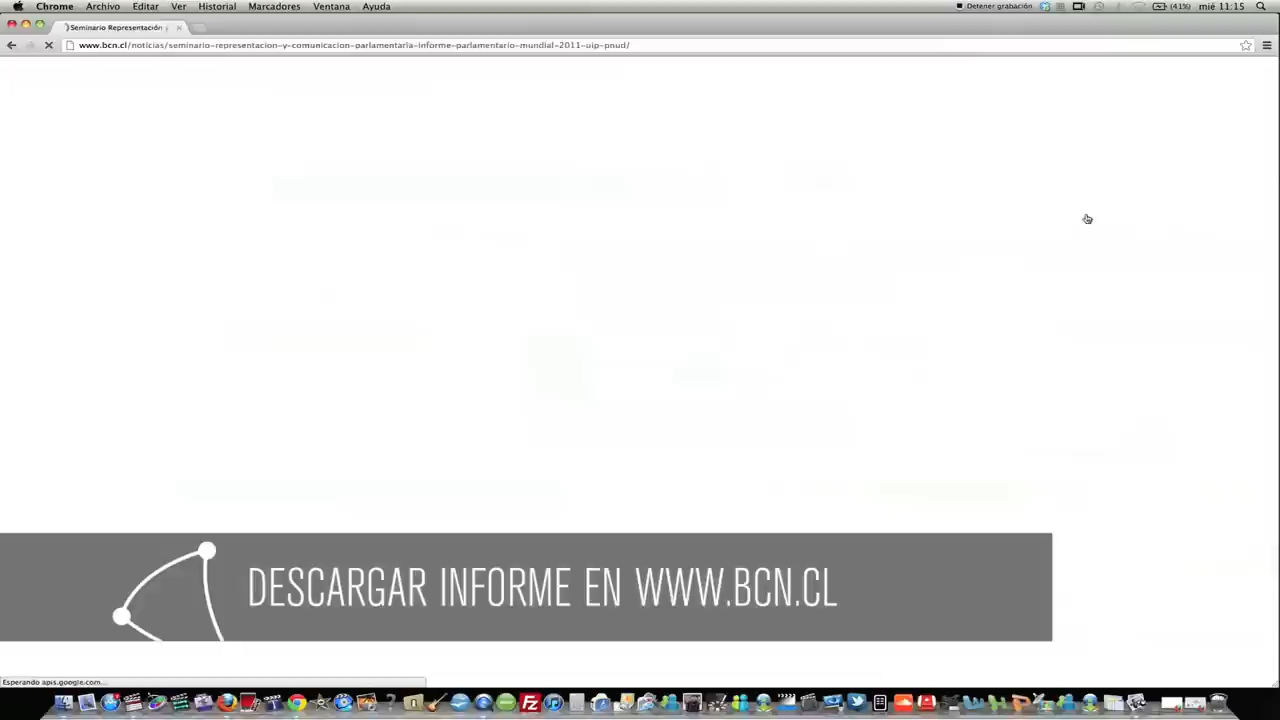 Chrome Archivo Editar Ver Historial Marcadores Ventana Ayuda Detener grabación (41%) mié 11:15
Seminario Representación
www.bcn.cl/noticias/seminario-representacion-y-comunicacion-parlamentaria-informe-parlamentario-mundial-2011-uip-pnud/
DESCARGAR INFORME EN WWW.BCN.CL
Esperando apis.google.com...